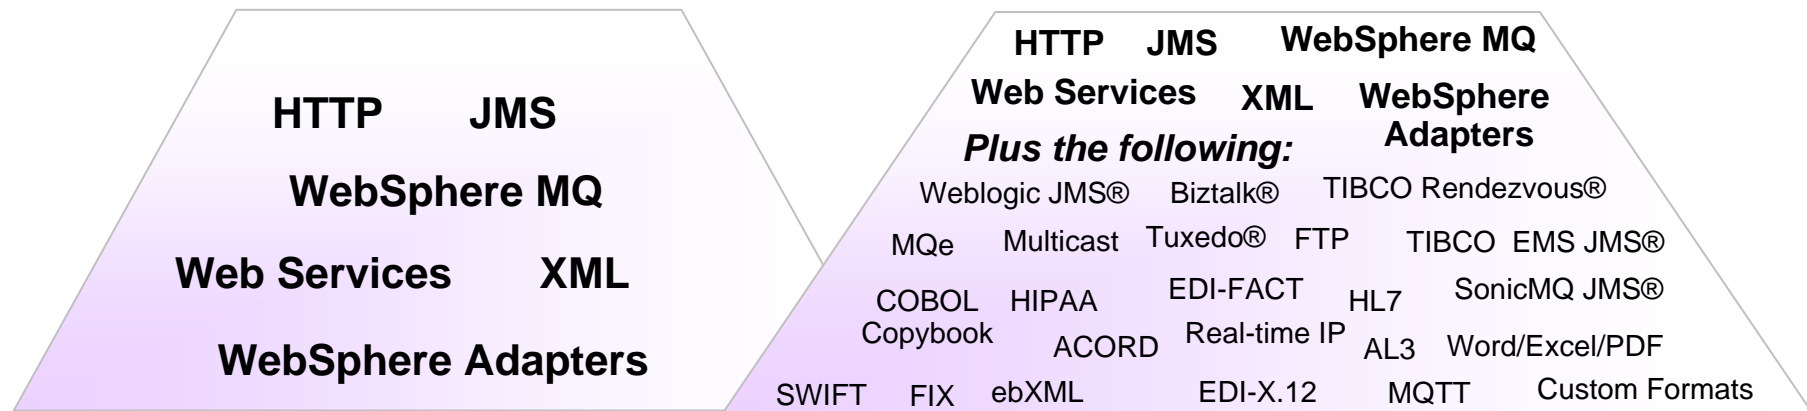 HTTP JMS
WebSphere MQ
Web Services XML
WebSphere Adapters
HTTP JMS WebSphere MQ
Web Services XML WebSphere
Adapters
Plus the following:
Weblogic JMS® Biztalk® TIBCO Rendezvous®
MQe Multicast Tuxedo® FTP TIBCO EMS JMS®
COBOL HIPAA EDI-FACT HL7 SonicMQ JMS®
Copybook ACORD Real-time IP AL3 Word/Excel/PDF
SWIFT FIX ebXML EDI-X.12 MQTT Custom Formats